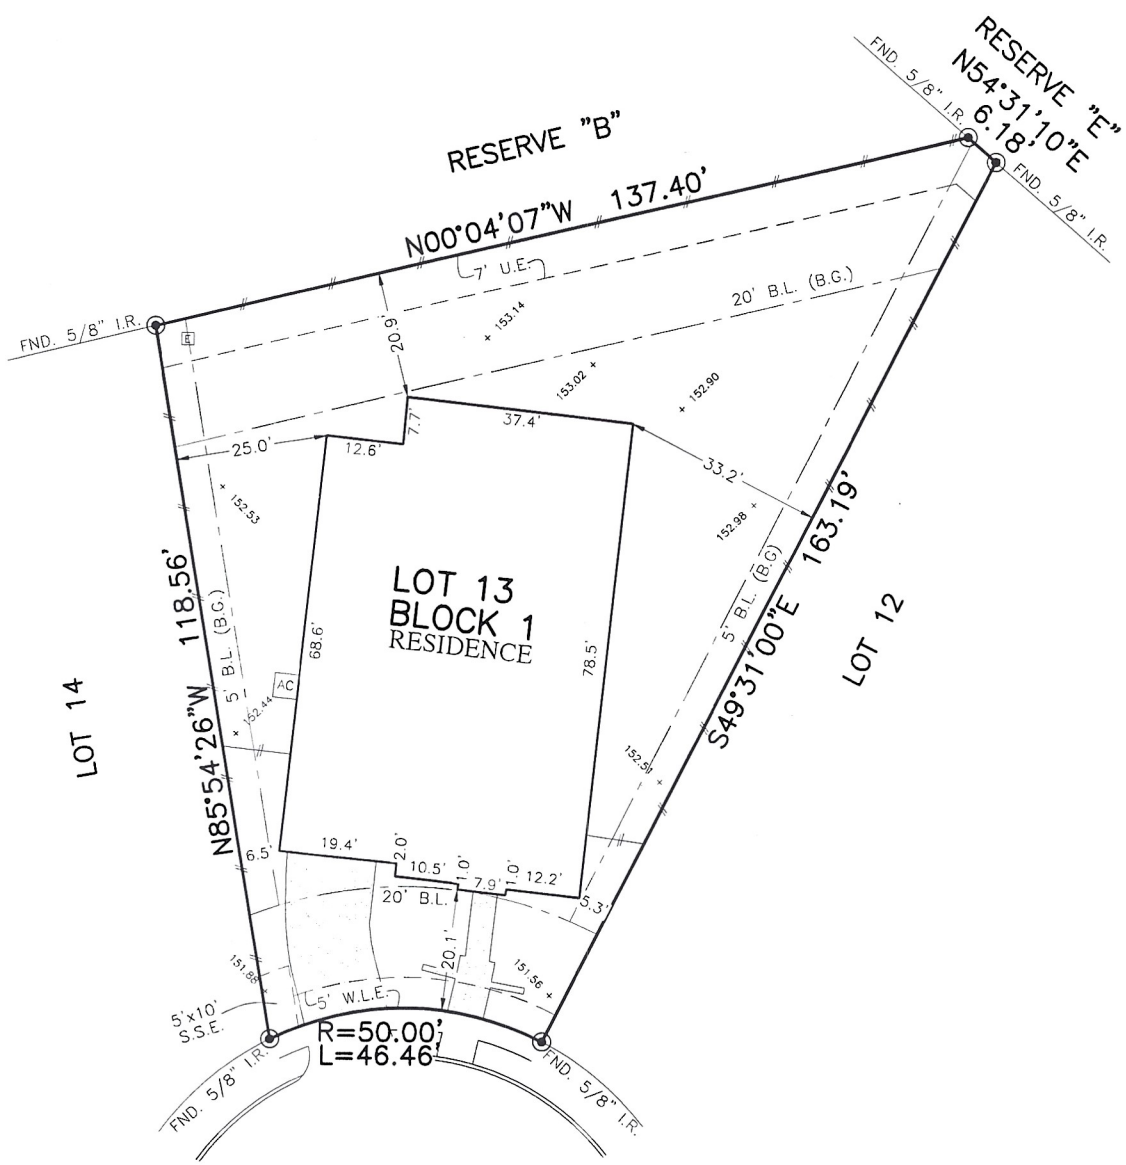 RESERVE "E"
N54°31'10"E
6.18'
FND. 5/8" I.R.
FND. 5/8" I.R.
RESERVE "B"
N00°04'07"W 137.40'
7' U.E.
20' B.L. (B.G.)
FND. 5/8" I.R.
E
20.9'
153.14
153.02
152.90
37.4'
7.7'
12.6'
25.0'
33.2'
152.53
152.98
163.19'
118.56'
5' B.L. (B.G.)
5' B.L. (B.G)
LOT 13
BLOCK 1
RESIDENCE
68.6'
78.5'
AC
152.44
S49°31'00"E
LOT 12
LOT 14
N85°54'26"W
152.51
6.5'
19.4'
2.0'
10.5'
1.0'
7.9'
1.0'
12.2'
5.3'
20' B.L.
20.1'
151.88
151.56
5'x10'
S.S.E.
5' W.L.E.
R=50.00'
L=46.46'
FND. 5/8" I.R.
FND. 5/8" I.R.